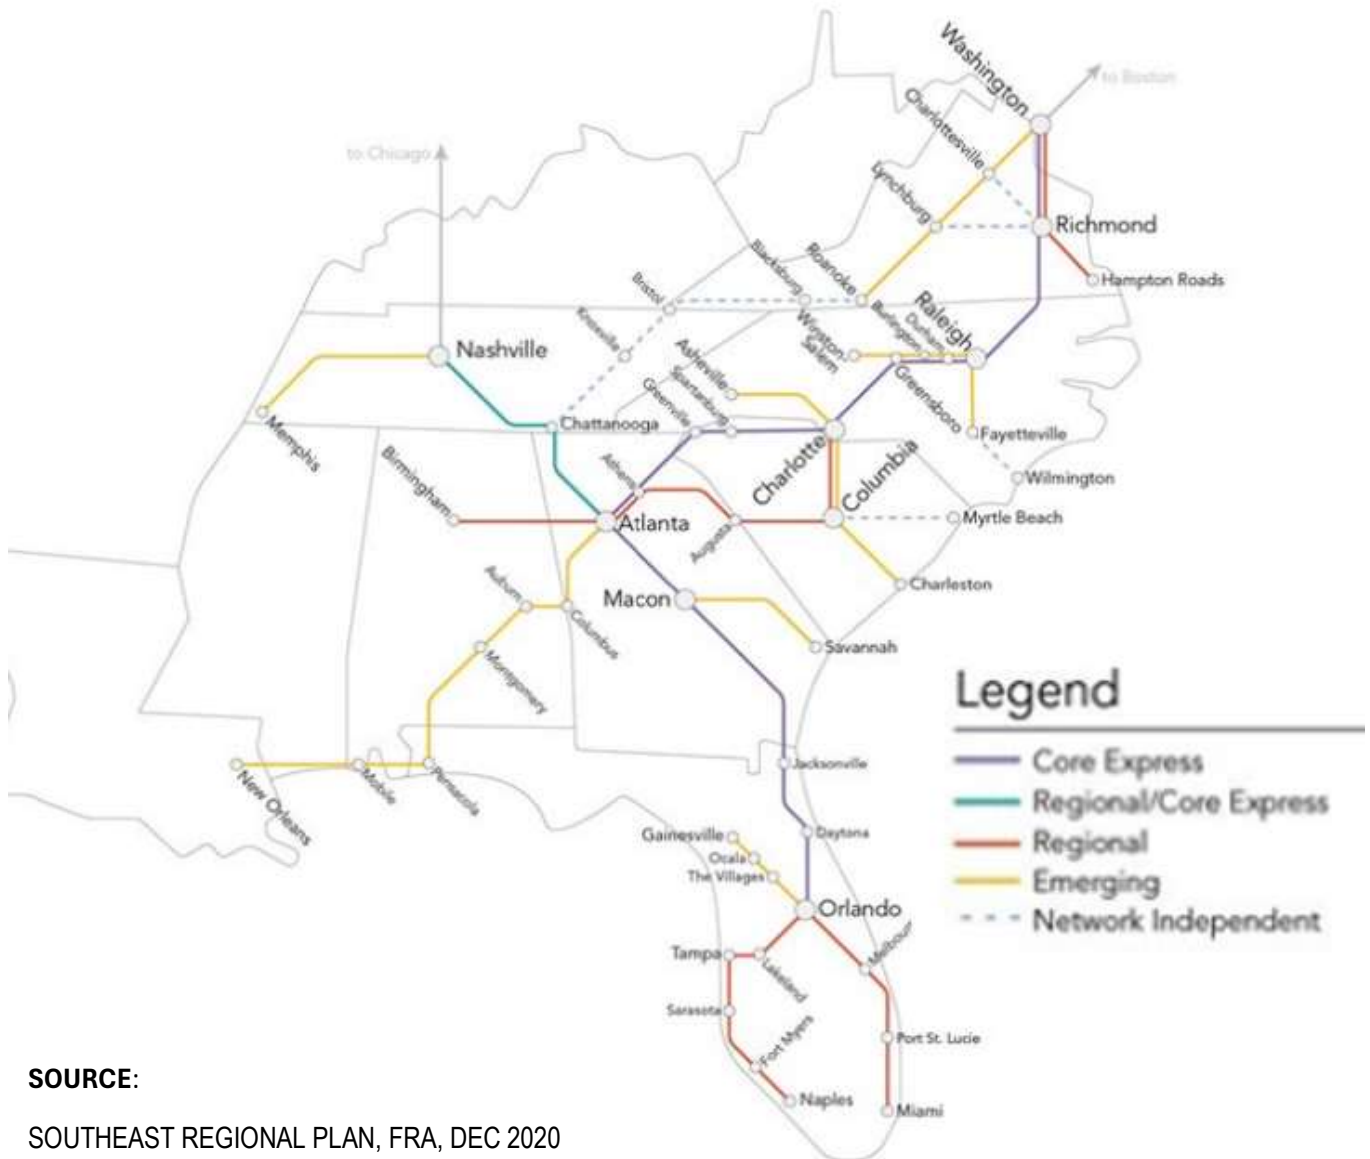 Washington
to Boston
Charlottesville
to Chicago
Lynchburg
Richmond
Blacksburg
Roanoke
Hampton Roads
Bristol
Burlington
Raleigh
Durham
Knoxville
Winston-
Salem
Asheville
Nashville
Spartanburg
Greenville
Greensboro
Chattanooga
Fayetteville
Memphis
Birmingham
Charlotte
Columbia
Athens
Wilmington
Atlanta
Augusta
Myrtle Beach
Auburn
Charleston
Macon
Columbus
Savannah
Montgomery
Legend
Core Express
Regional/Core Express
Regional
Emerging
Network Independent
Jacksonville
New Orleans
Mobile
Pensacola
Gainesville
Daytona
Ocala
The Villages
Orlando
Tampa
Lakeland
Melbour
Sarasota
Fort Myers
Port St. Lucie
Naples
Miami
SOURCE:
SOUTHEAST REGIONAL PLAN, FRA, DEC 2020